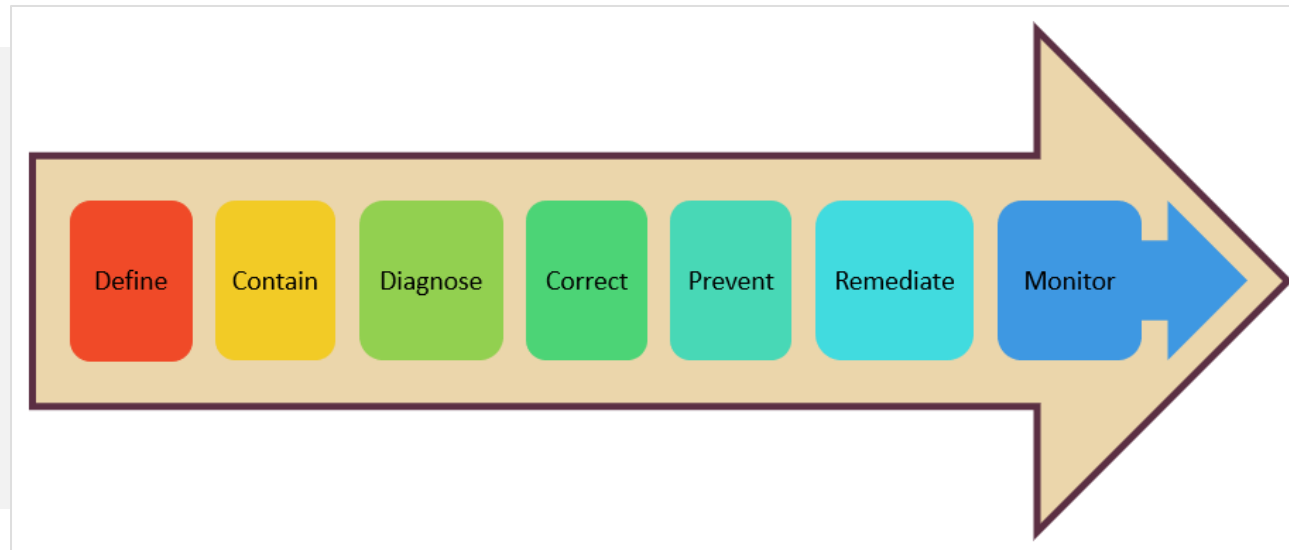 Define
Contain
Diagnose
Correct
Prevent
Remediate
Monitor